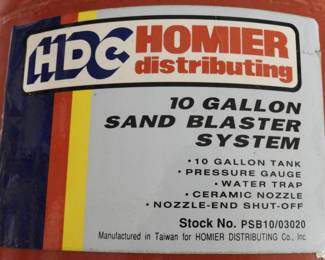 HDC HOMIER
distributing
10 GALLON
SAND BLASTER
SYSTEM
• 10 GALLON TANK
• PRESSURE GAUGE
• WATER TRAP
• CERAMIC NOZZLE
• NOZZLE-END SHUT-OFF
Stock No. PSB10/03020
Manufactured in Taiwan for HOMIER DISTRIBUTING Co., Inc.